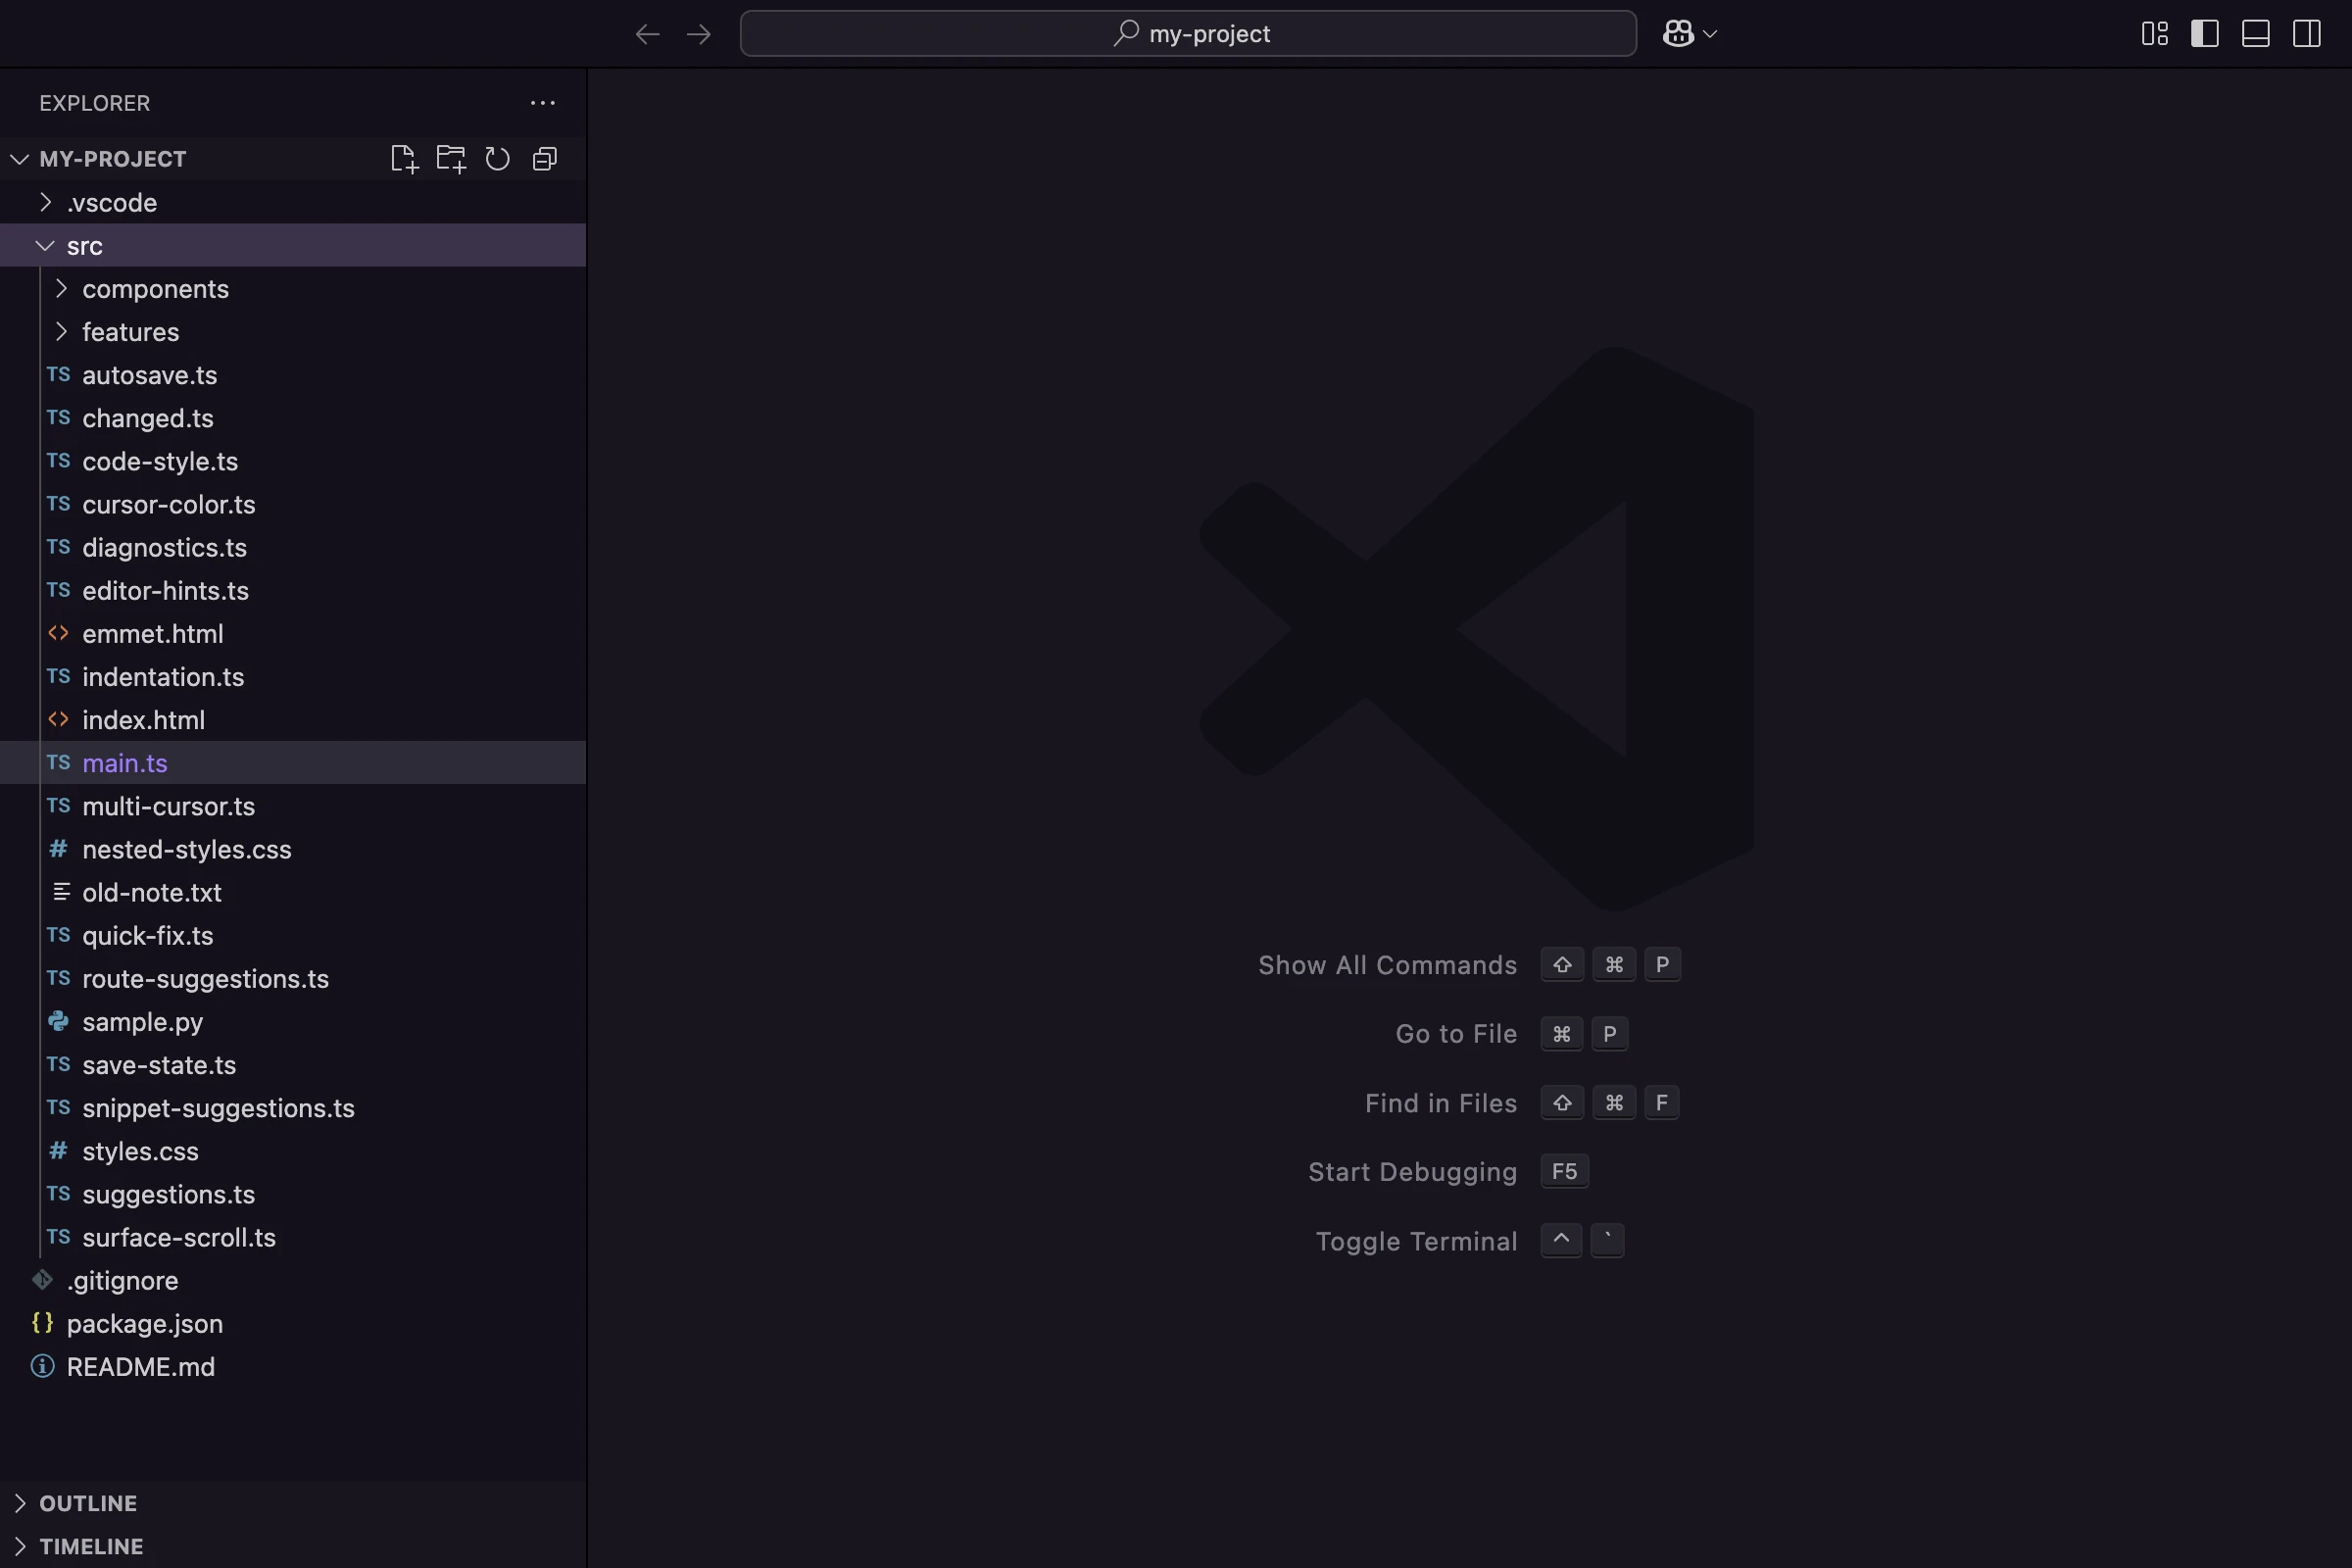 my-project
EXPLORER
MY-PROJECT
.vscode
src
components
features
TS autosave.ts
TS changed.ts
TS code-style.ts
TS cursor-color.ts
TS diagnostics.ts
TS editor-hints.ts
<> emmet.html
TS indentation.ts
<> index.html
TS main.ts
TS multi-cursor.ts
# nested-styles.css
old-note.txt
TS quick-fix.ts
TS route-suggestions.ts
sample.py
TS save-state.ts
TS snippet-suggestions.ts
# styles.css
TS suggestions.ts
TS surface-scroll.ts
.gitignore
{} package.json
README.md
OUTLINE
TIMELINE
Show All Commands ⇧ ⌘ P
Go to File ⌘ P
Find in Files ⇧ ⌘ F
Start Debugging F5
Toggle Terminal ^ `